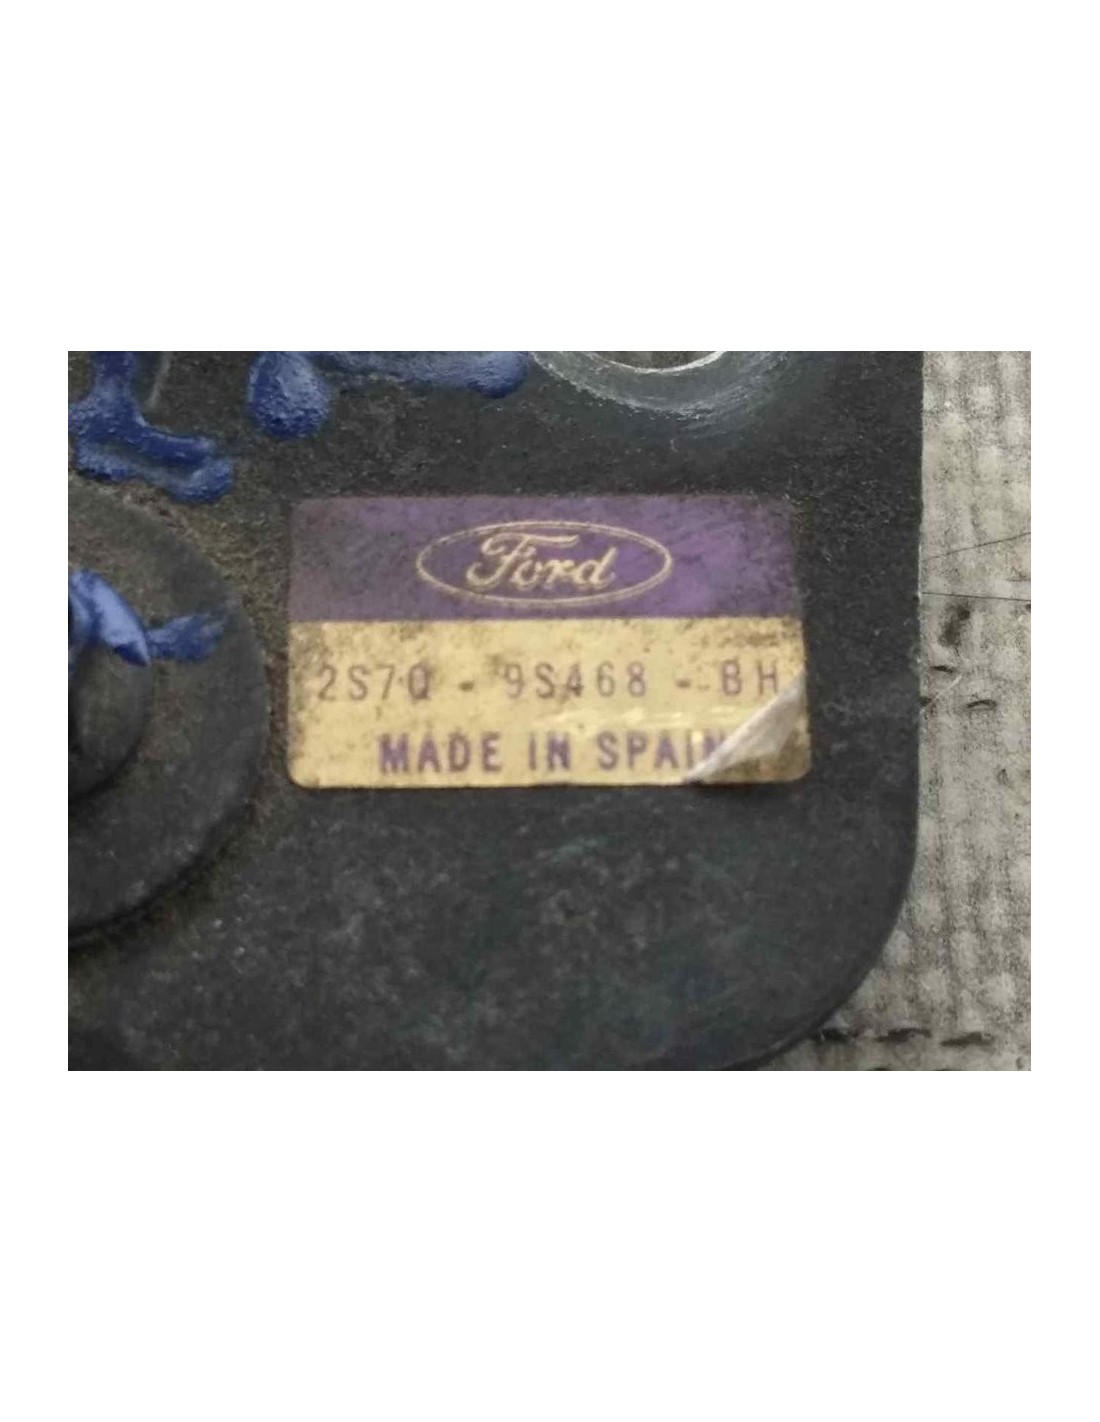 Ford
2S7Q - 9S468 - BH
MADE IN SPAIN